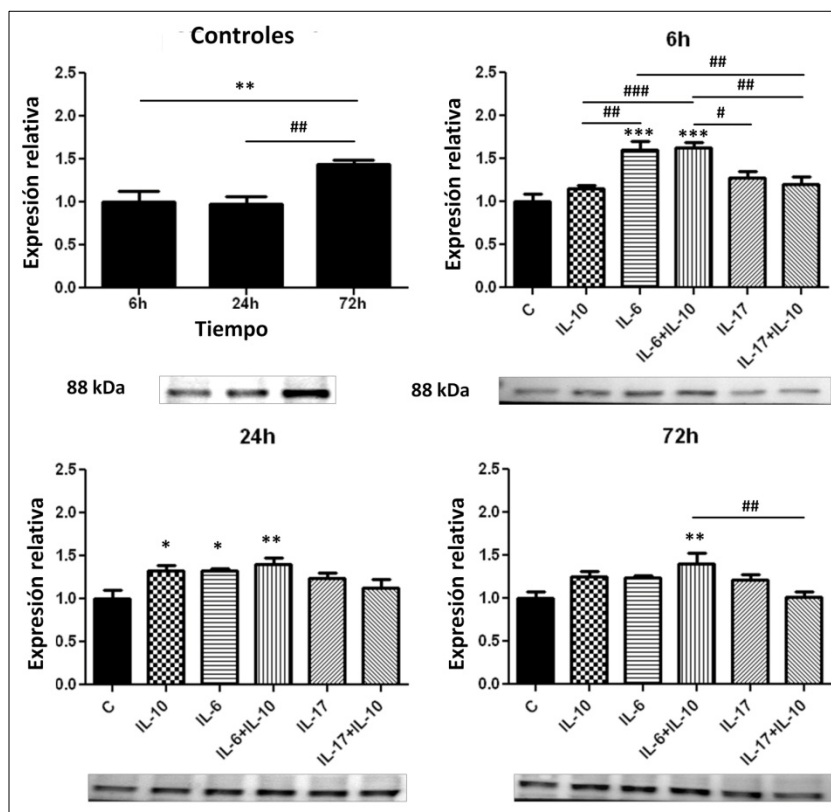 Controles
Expresión relativa
2.5
2.0
1.5
1.0
0.5
0.0
**
##
6h
24h
72h
Tiempo
88 kDa
6h
Expresión relativa
2.5
2.0
1.5
1.0
0.5
0.0
##
###
##
##
#
***
***
C
IL-10
IL-6
IL-6+IL-10
IL-17
IL-17+IL-10
88 kDa
24h
Expresión relativa
2.5
2.0
1.5
1.0
0.5
0.0
*
*
**
C
IL-10
IL-6
IL-6+IL-10
IL-17
IL-17+IL-10
72h
Expresión relativa
2.5
2.0
1.5
1.0
0.5
0.0
##
**
C
IL-10
IL-6
IL-6+IL-10
IL-17
IL-17+IL-10